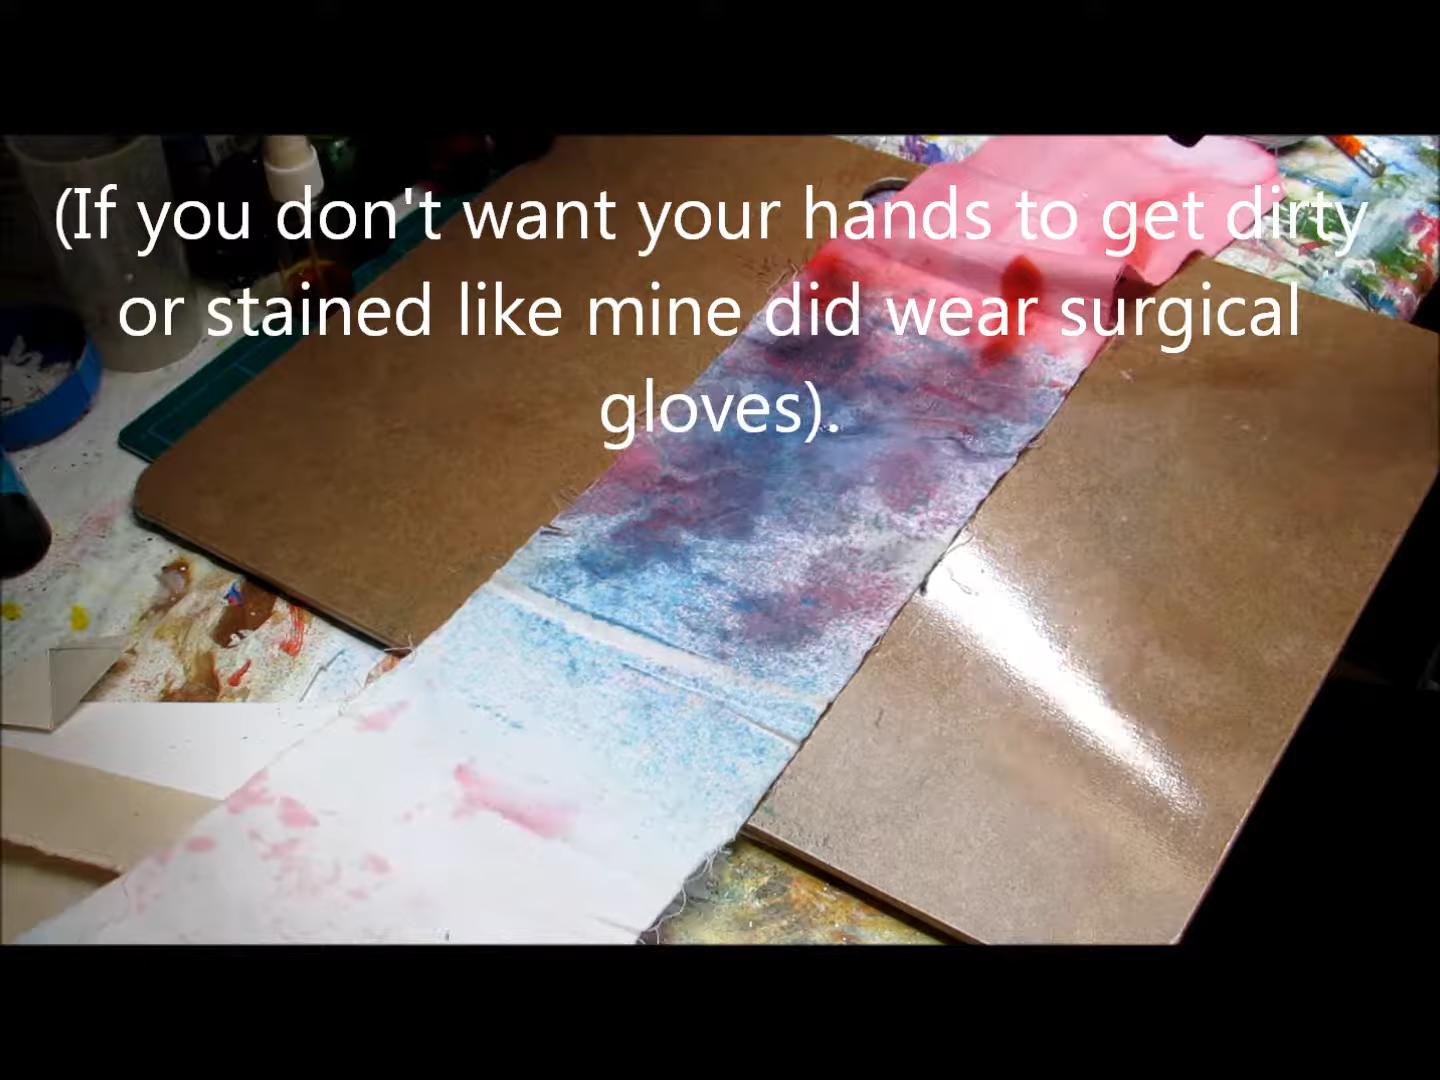 (If you don't want your hands to get dirty
or stained like mine did wear surgical
gloves).